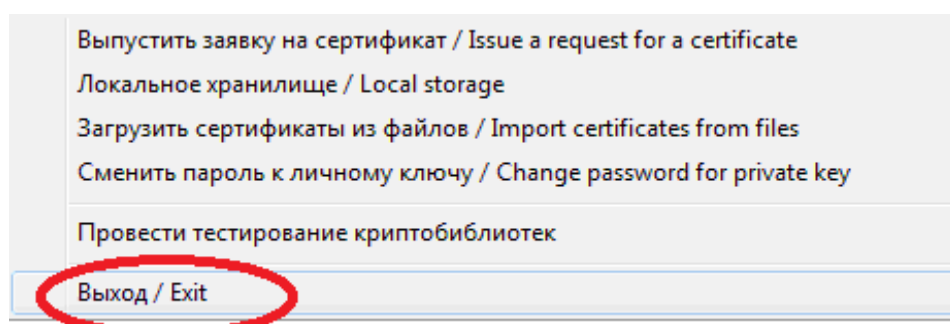 Выпустить заявку на сертификат / Issue a request for a certificate
Локальное хранилище / Local storage
Загрузить сертификаты из файлов / Import certificates from files
Сменить пароль к личному ключу / Change password for private key
Провести тестирование криптобиблиотек
Выход / Exit